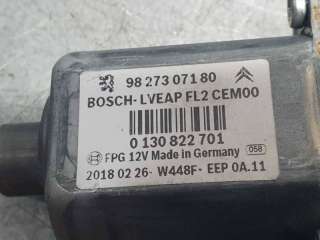 98 273 071 80
BOSCH-LVEAP FL2 CEM00
0 130 822 701
FPG 12V Made in Germany 058
2018 02 26- W448F- EEP 0A.11